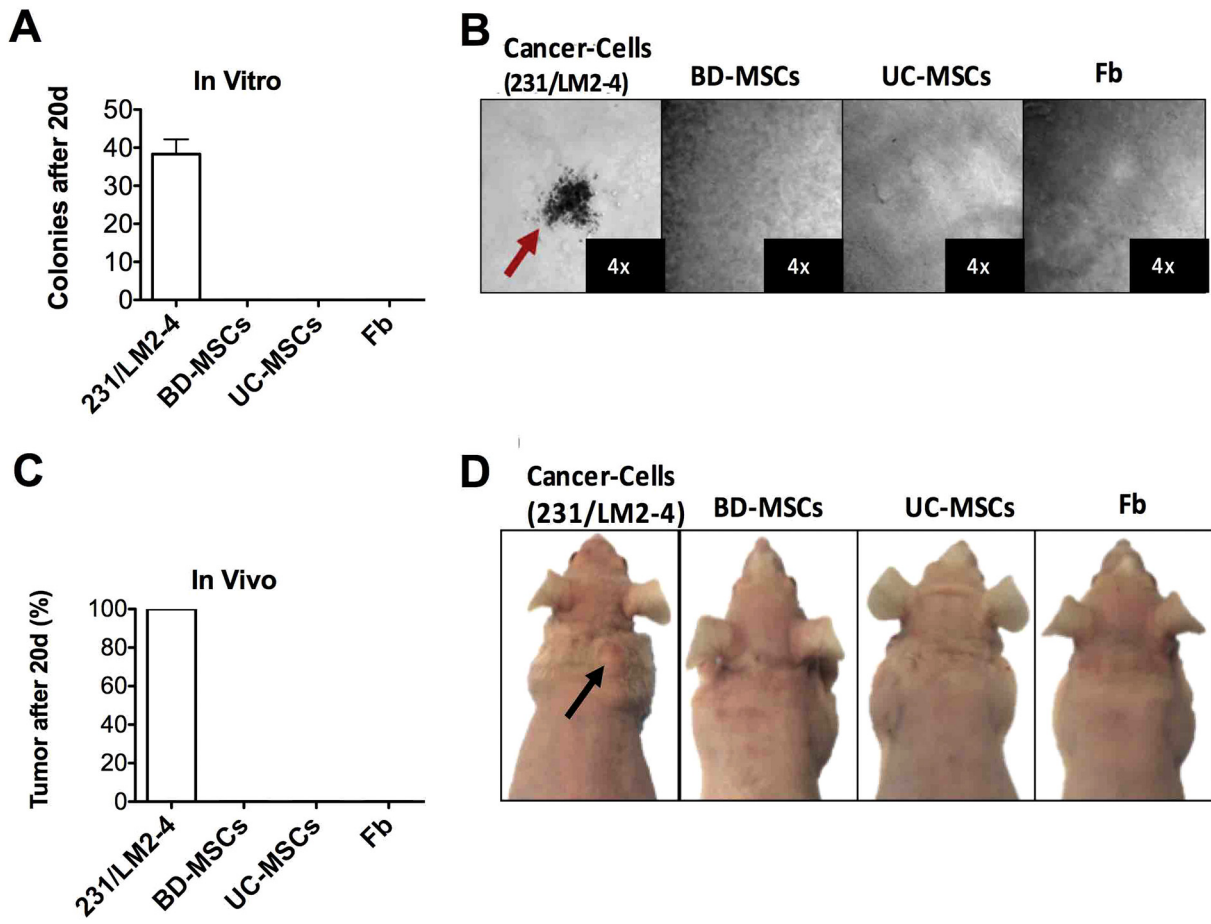 A
In Vitro
Colonies after 20d
50
40
30
20
10
0
231/LM2-4
BD-MSCs
UC-MSCs
Fb
B
Cancer-Cells
(231/LM2-4)
BD-MSCs
UC-MSCs
Fb
4x
4x
4x
4x
C
In Vivo
Tumor after 20d (%)
100
80
60
40
20
0
231/LM2-4
BD-MSCs
UC-MSCs
Fb
D
Cancer-Cells
(231/LM2-4)
BD-MSCs
UC-MSCs
Fb